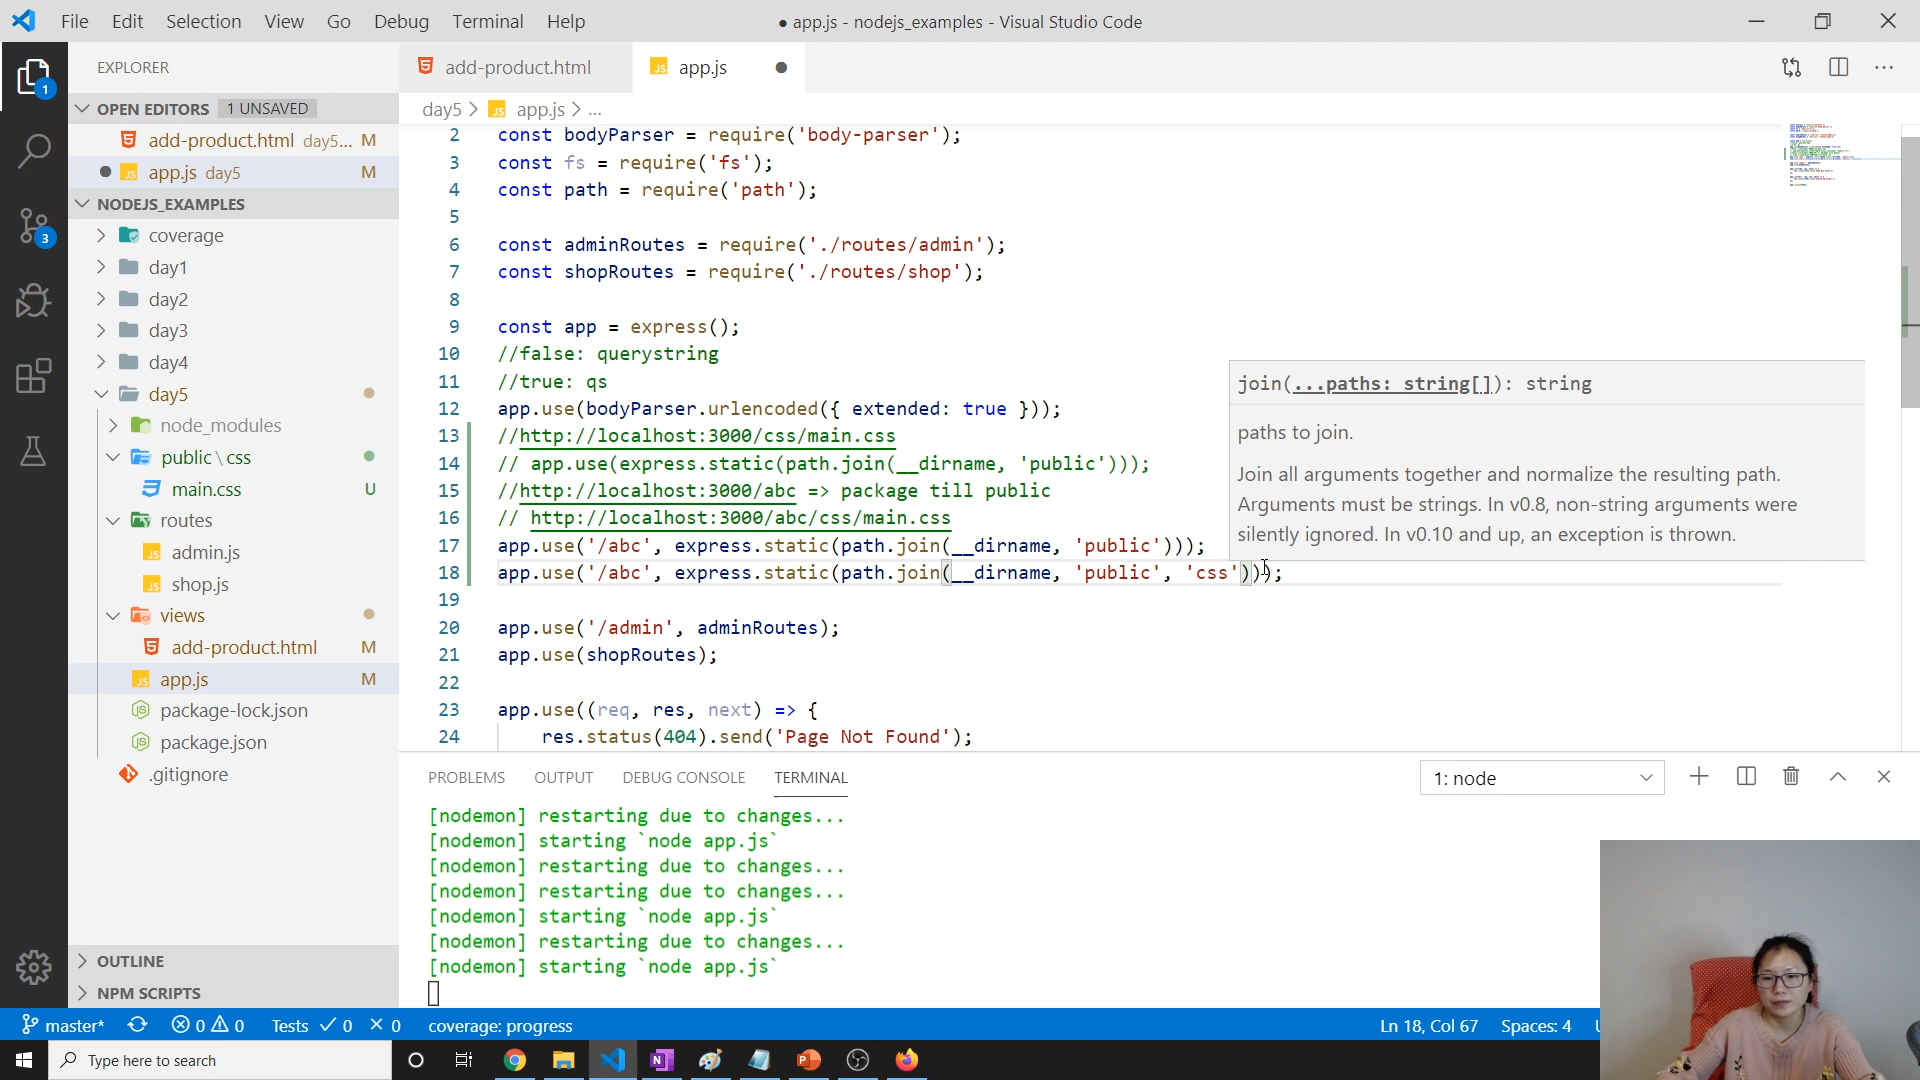 File Edit Selection View Go Debug Terminal Help
● app.js - nodejs_examples - Visual Studio Code
EXPLORER
OPEN EDITORS 1 UNSAVED
add-product.html day5... M
app.js day5 M
NODEJS_EXAMPLES
coverage
day1
day2
day3
day4
day5
node_modules
public \ css
main.css U
routes
admin.js
shop.js
views
add-product.html M
app.js M
package-lock.json
package.json
.gitignore
OUTLINE
NPM SCRIPTS
1
3
add-product.html
app.js
day5 > app.js > ...
2 const bodyParser = require('body-parser');
3 const fs = require('fs');
4 const path = require('path');
5
6 const adminRoutes = require('./routes/admin');
7 const shopRoutes = require('./routes/shop');
8
9 const app = express();
10 //false: querystring
11 //true: qs
12 app.use(bodyParser.urlencoded({ extended: true }));
13 //http://localhost:3000/css/main.css
14 // app.use(express.static(path.join(__dirname, 'public')));
15 //http://localhost:3000/abc => package till public
16 // http://localhost:3000/abc/css/main.css
17 app.use('/abc', express.static(path.join(__dirname, 'public')));
18 app.use('/abc', express.static(path.join(__dirname, 'public', 'css')));
19
20 app.use('/admin', adminRoutes);
21 app.use(shopRoutes);
22
23 app.use((req, res, next) => {
24 res.status(404).send('Page Not Found');
join(...paths: string[]): string
paths to join.
Join all arguments together and normalize the resulting path.
Arguments must be strings. In v0.8, non-string arguments were
silently ignored. In v0.10 and up, an exception is thrown.
PROBLEMS OUTPUT DEBUG CONSOLE TERMINAL
1: node
[nodemon] restarting due to changes...
[nodemon] starting `node app.js`
[nodemon] restarting due to changes...
[nodemon] restarting due to changes...
[nodemon] starting `node app.js`
[nodemon] restarting due to changes...
[nodemon] starting `node app.js`
master* 0 0 Tests ✓ 0 × 0 coverage: progress
Ln 18, Col 67 Spaces: 4
Type here to search